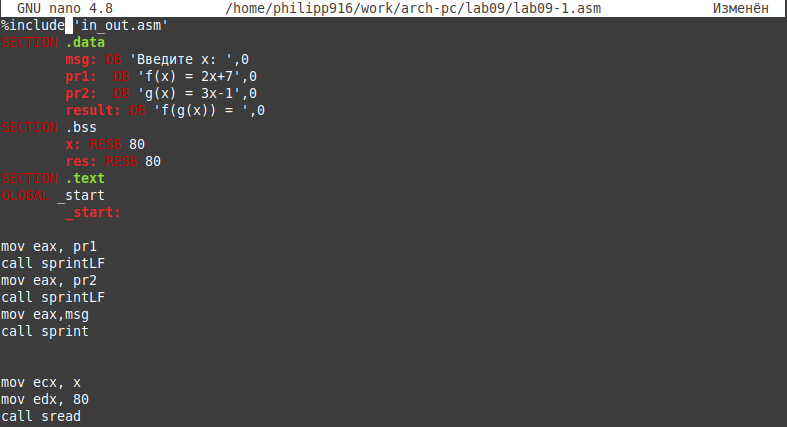 GNU nano 4.8 /home/philipp916/work/arch-pc/lab09/lab09-1.asm Изменён
%include 'in_out.asm'
SECTION .data
msg: DB 'Введите x: ',0
pr1:  DB 'f(x) = 2x+7',0
pr2:  DB 'g(x) = 3x-1',0
result: DB 'f(g(x)) = ',0
SECTION .bss
x: RESB 80
res: RESB 80
SECTION .text
GLOBAL _start
_start:
mov eax, pr1
call sprintLF
mov eax, pr2
call sprintLF
mov eax,msg
call sprint
mov ecx, x
mov edx, 80
call sread